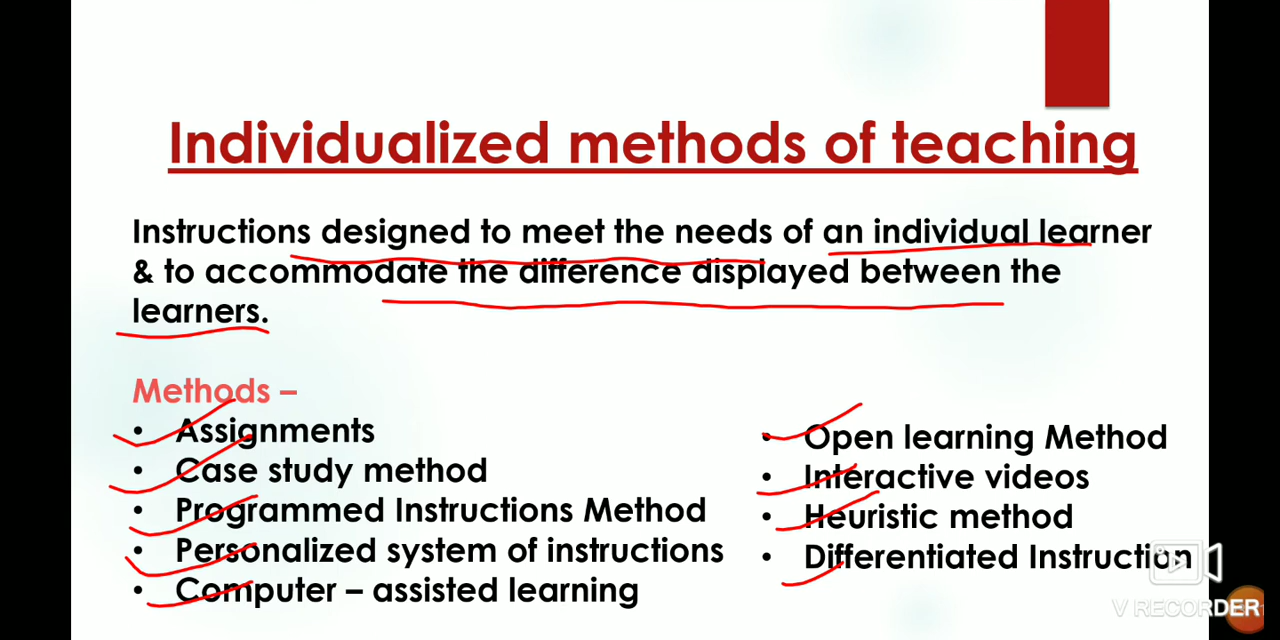 Individualized methods of teaching
Instructions designed to meet the needs of an individual learner
& to accommodate the difference displayed between the
learners.
Methods –
• Assignments
• Case study method
• Programmed Instructions Method
• Personalized system of instructions
• Computer – assisted learning
• Open learning Method
• Interactive videos
• Heuristic method
• Differentiated Instruction
V RECORDER